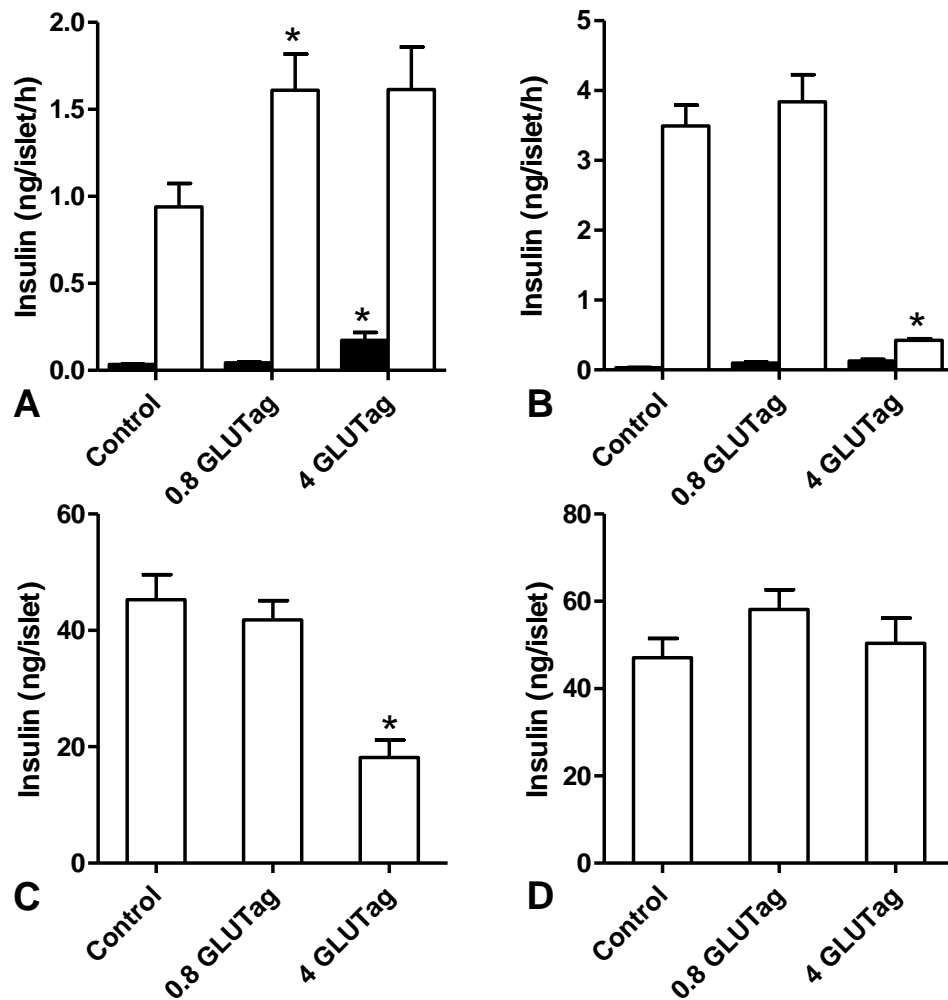 Insulin (ng/islet/h)
2.0
1.5
1.0
0.5
0.0
*
*
A
Control
0.8 GLUTag
4 GLUTag
Insulin (ng/islet/h)
5
4
3
2
1
0
*
B
Control
0.8 GLUTag
4 GLUTag
Insulin (ng/islet)
60
40
20
0
*
C
Control
0.8 GLUTag
4 GLUTag
Insulin (ng/islet)
80
60
40
20
0
D
Control
0.8 GLUTag
4 GLUTag